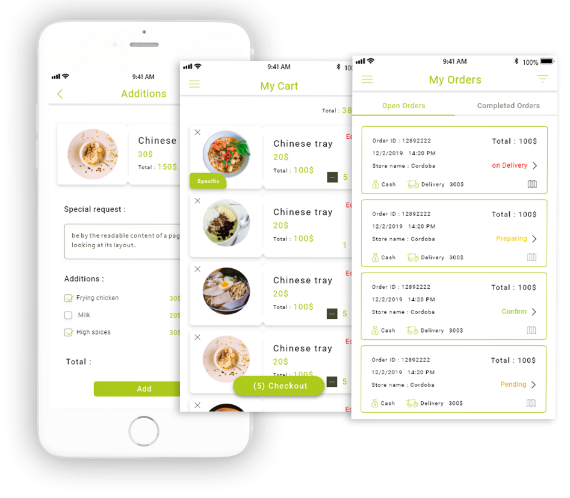 9:41 AM
Additions
Chinese
30$
Total : 150$
Special request :
be by the readable content of a pag
looking at its layout.
Additions :
Frying chicken 30$
Milk 20$
High spices 30$
Total :
Add
9:41 AM 10
My Cart
Total : 38
Chinese tray
20$
Total : 100$ 5
Specific
Chinese tray
20$
Total : 100$ 1
Chinese tray
20$
Total : 100$ 5
Chinese tray
20$
Total : 100$ 5
(5) Checkout
9:41 AM 100%
My Orders
Open Orders Completed Orders
Order ID : 12892222 Total : 100$
12/2/2019 14:20 PM
Store name : Cordoba on Delivery
Cash Delivery 300$
Order ID : 12892222 Total : 100$
12/2/2019 14:20 PM
Store name : Cordoba Preparing
Cash Delivery 300$
Order ID : 12892222 Total : 100$
12/2/2019 14:20 PM
Store name : Cordoba Confirm
Cash Delivery 300$
Order ID : 12892222 Total : 100$
12/2/2019 14:20 PM
Store name : Cordoba Pending
Cash Delivery 300$